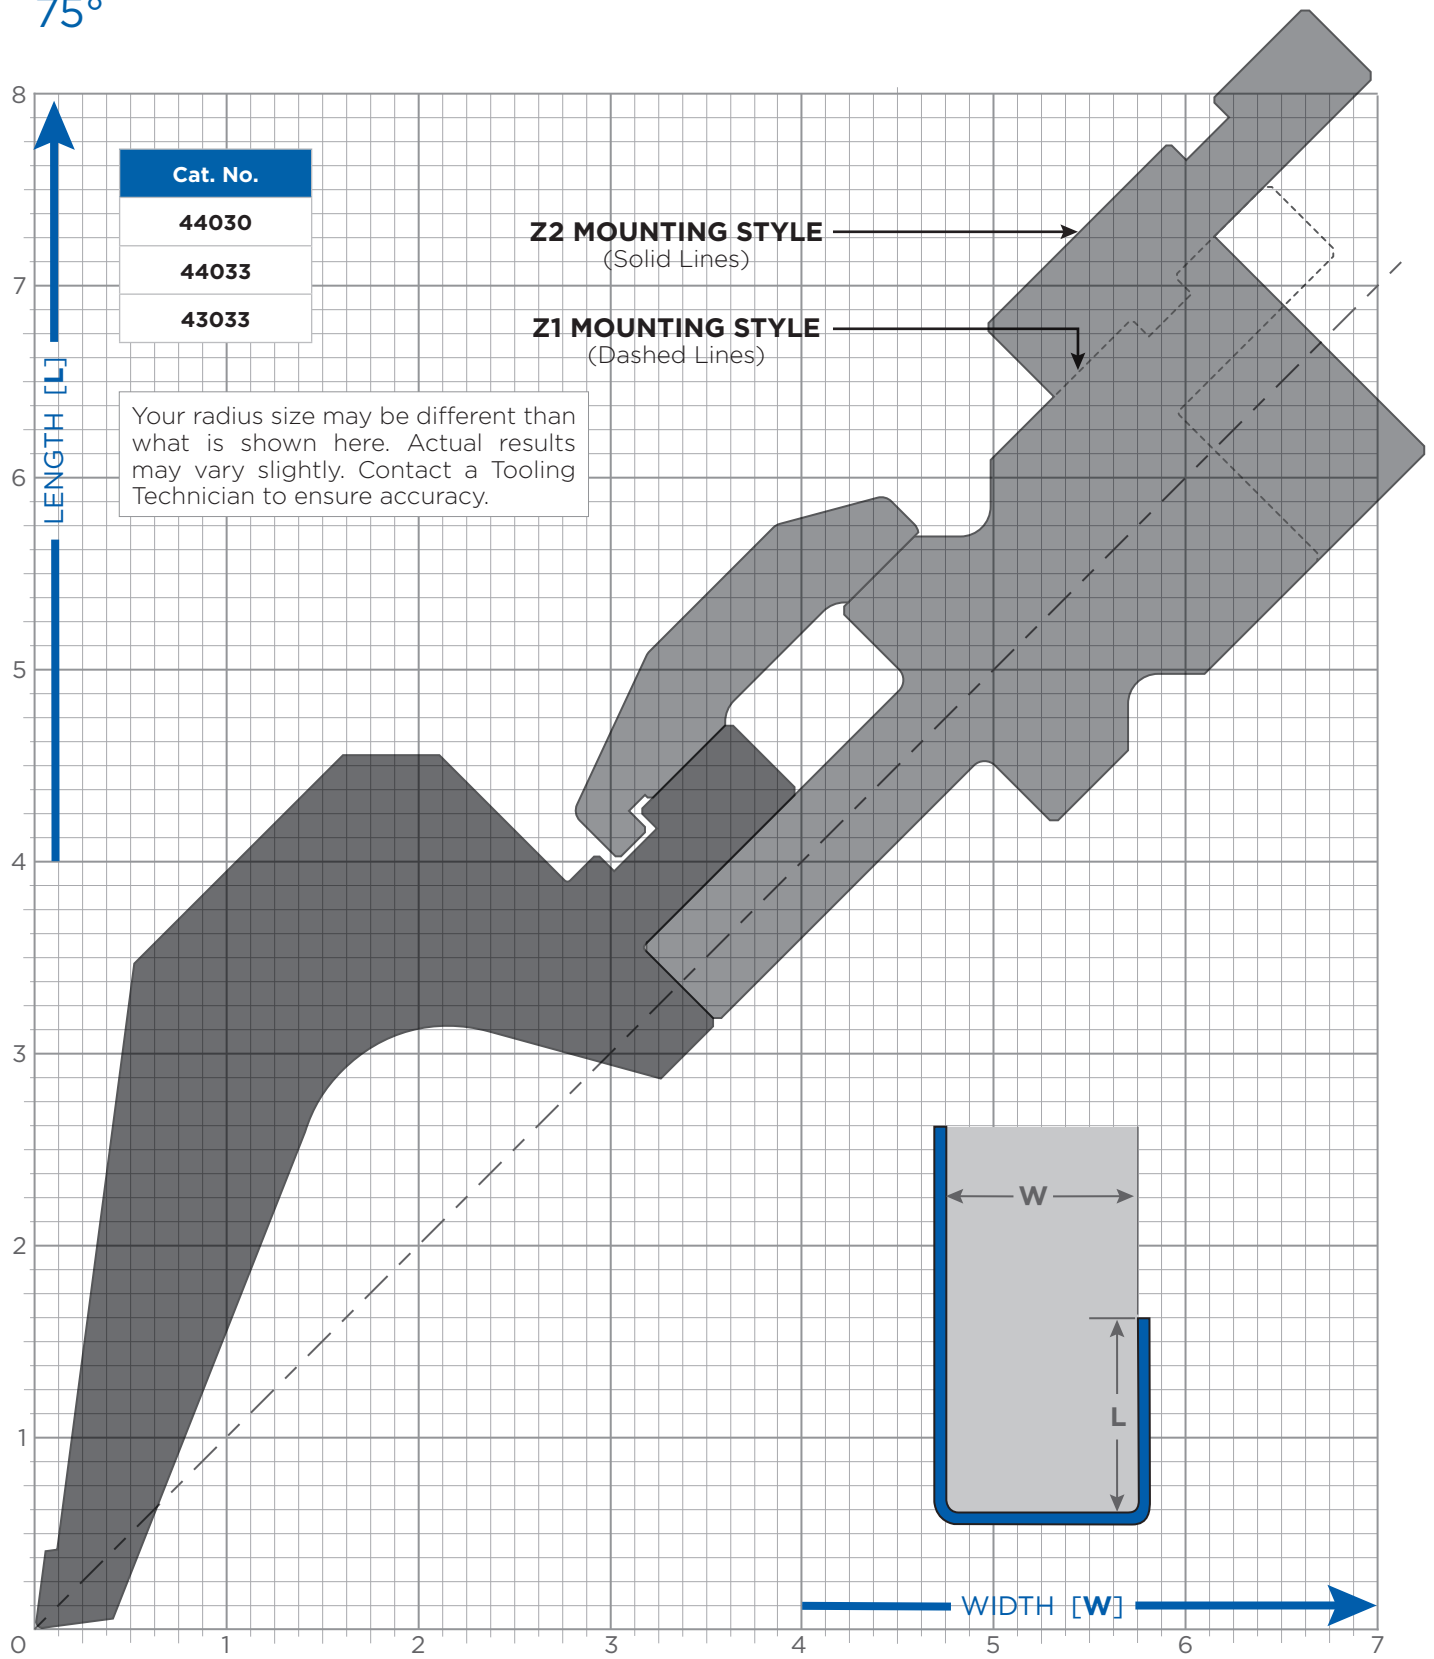 75°
8
7
6
5
4
3
2
1
0
1
2
3
4
5
6
7
LENGTH [L]
Cat. No.
44030
44033
43033
Z2 MOUNTING STYLE
(Solid Lines)
Z1 MOUNTING STYLE
(Dashed Lines)
Your radius size may be different than
what is shown here. Actual results
may vary slightly. Contact a Tooling
Technician to ensure accuracy.
W
L
WIDTH [W]